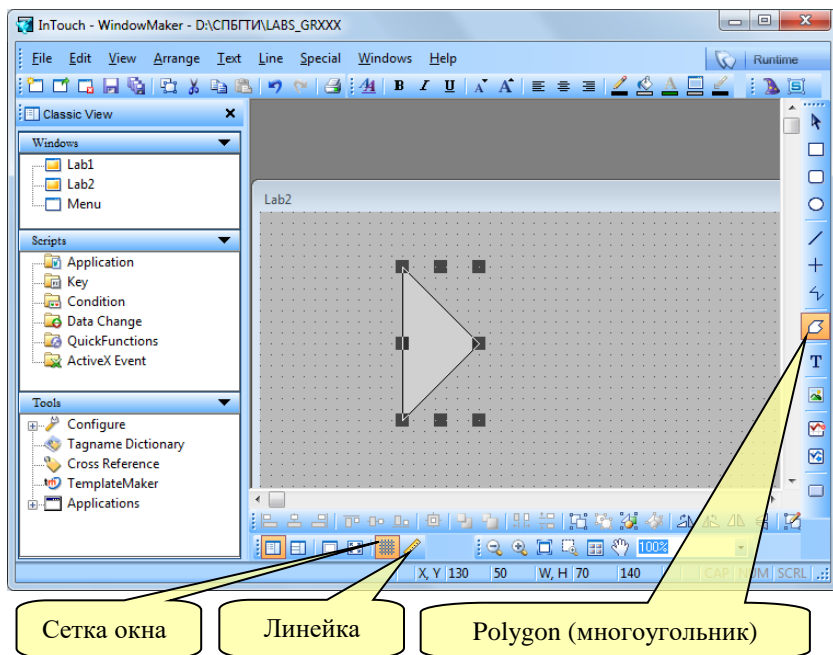 InTouch - WindowMaker - D:\СПБГТИ\LABS_GRXXX
File Edit View Arrange Text Line Special Windows Help
Runtime
Classic View
Windows
Lab1
Lab2
Menu
Scripts
Application
Key
Condition
Data Change
QuickFunctions
ActiveX Event
Tools
Configure
Tagname Dictionary
Cross Reference
TemplateMaker
Applications
Lab2
100%
X, Y 130 50 W, H 70 140 CAP NUM SCRL
Сетка окна
Линейка
Polygon (многоугольник)